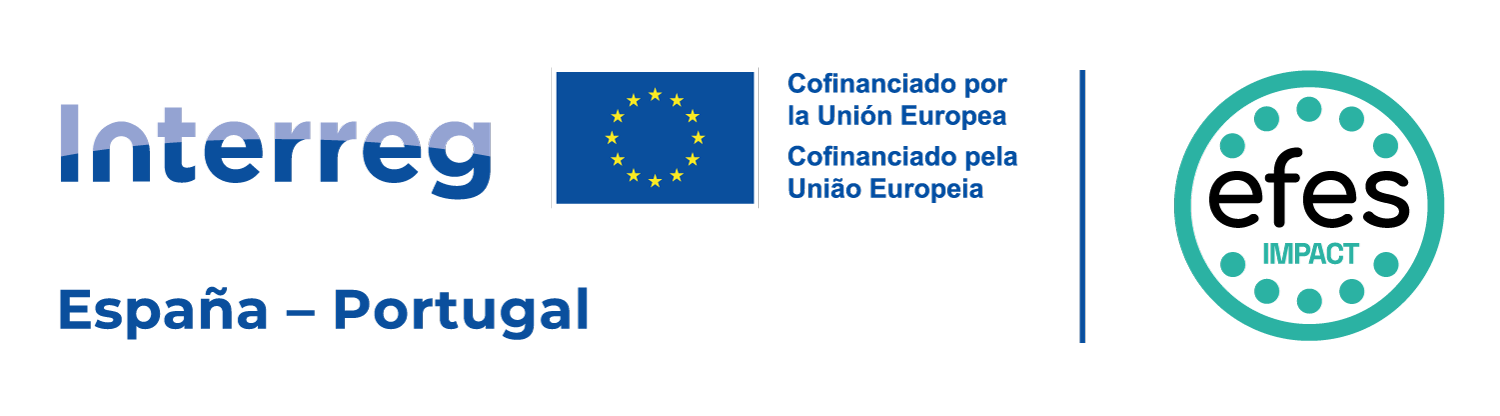 Interreg
Cofinanciado por
la Unión Europea
Cofinanciado pela
União Europeia
España – Portugal
efes
IMPACT